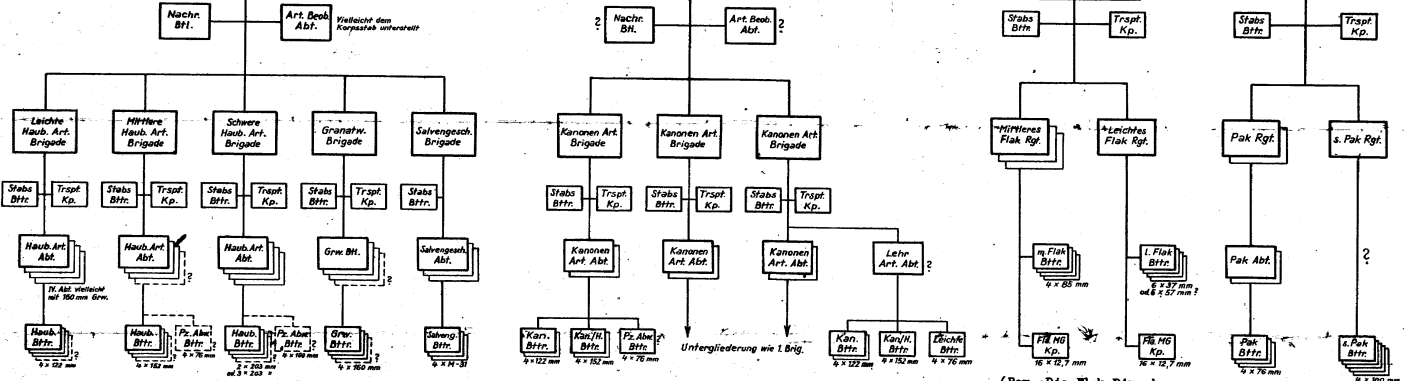 Nachr.
Btl.
Art. Beob.
Abt.
Vielleicht dem
Korpsstab unterstellt
?
Nachr.
Btl.
Art. Beob.
Abt.
?
Stabs
Bttr.
Trspt.
Kp.
Stabs
Bttr.
Trspt.
Kp.
Leichte
Haub. Art.
Brigade
Mittlere
Haub. Art.
Brigade
Schwere
Haub. Art.
Brigade
Granatw.
Brigade
Salvengesch.
Brigade
Kanonen Art.
Brigade
Kanonen Art.
Brigade
Kanonen Art.
Brigade
Mittleres
Flak Rgt.
Leichtes
Flak Rgt.
Pak Rgt.
s. Pak Rgt.
Stabs
Bttr.
Trspt.
Kp.
Stabs
Bttr.
Trspt.
Kp.
Stabs
Bttr.
Trspt.
Kp.
Stabs
Bttr.
Trspt.
Kp.
Stabs
Bttr.
Stabs
Bttr.
Trspt.
Kp.
Stabs
Bttr.
Trspt.
Kp.
Stabs
Bttr.
Trspt.
Kp.
Haub. Art.
Abt.
IV. Abt. vielleicht
mit 160 mm Grw.
Haub. Art.
Abt.
?
Haub. Art.
Abt.
Grw. Btl.
?
Salvengesch.
Abt.
Kanonen
Art. Abt.
Kanonen
Art. Abt.
Kanonen
Art. Abt.
Lehr
Art. Abt.
?
m. Flak
Bttr.
4 x 85 mm
l. Flak
Bttr.
6 x 37 mm
od. 6 x 57 mm ?
Pak Abt.
?
Haub.
Bttr.
?
4 x 122 mm
Haub.
Bttr.
?
4 x 152 mm
Pz. Abw.
Bttr.
?
4 x 76 mm
Haub.
Bttr.
2 x 203 mm
od. 3 x 203 "
Pz. Abw.
Bttr.
?
4 x 100 mm
Grw.
Bttr.
?
4 x 160 mm
Salveng.
Bttr.
4 x M-31
Kan.
Bttr.
4 x 122 mm
Kan./H.
Bttr.
4 x 152 mm
Pz. Abw.
Bttr.
?
4 x 76 mm
Untergliederung wie 1. Brig.
Kan.
Bttr.
4 x 122 mm
Kan/H.
Bttr.
4 x 152 mm
Leichte
Bttr.
4 x 76 mm
Fla. MG
Kp.
16 x 12,7 mm
Fla. MG
Kp.
16 x 12,7 mm
Pak
Bttr.
4 x 76 mm
s. Pak
Bttr.
?
4 x 100 mm